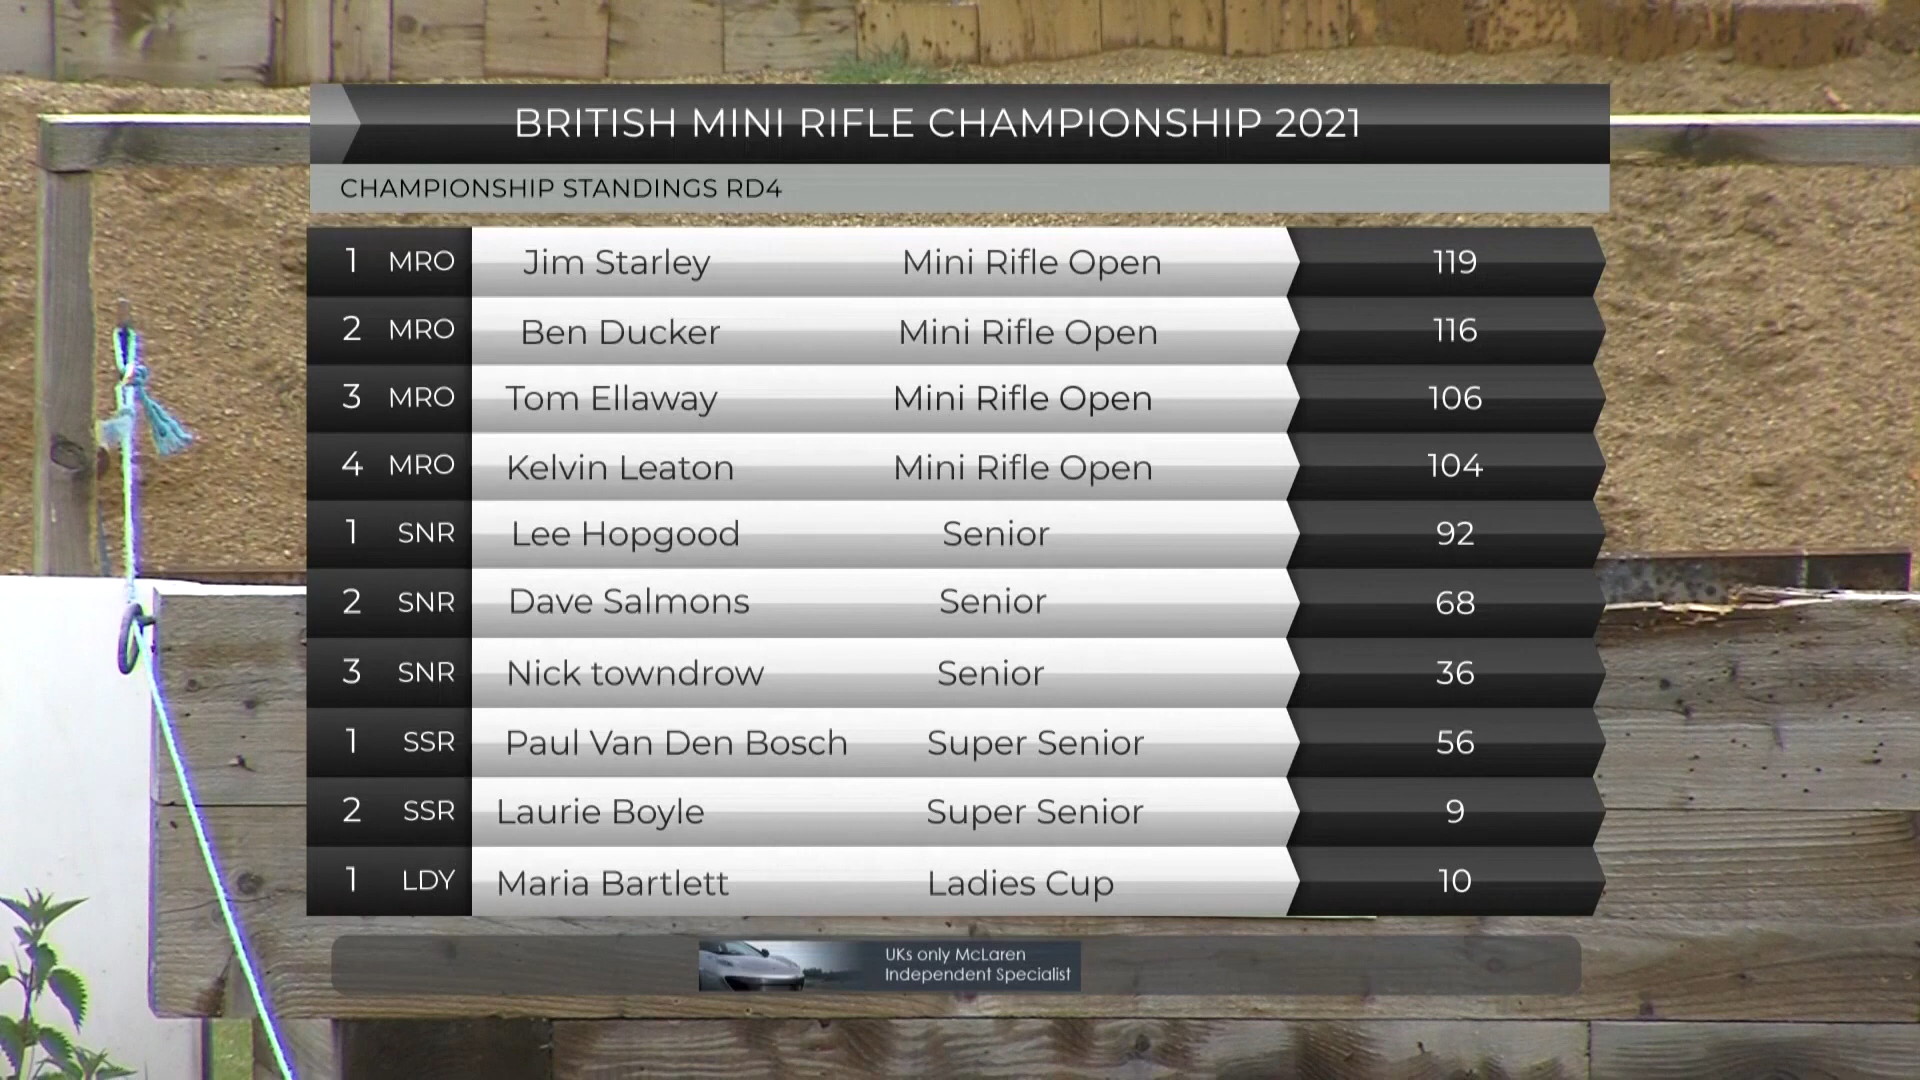 BRITISH MINI RIFLE CHAMPIONSHIP 2021
CHAMPIONSHIP STANDINGS RD4
1 MRO Jim Starley Mini Rifle Open 119
2 MRO Ben Ducker Mini Rifle Open 116
3 MRO Tom Ellaway Mini Rifle Open 106
4 MRO Kelvin Leaton Mini Rifle Open 104
1 SNR Lee Hopgood Senior 92
2 SNR Dave Salmons Senior 68
3 SNR Nick towndrow Senior 36
1 SSR Paul Van Den Bosch Super Senior 56
2 SSR Laurie Boyle Super Senior 9
1 LDY Maria Bartlett Ladies Cup 10
UKs only McLaren
Independent Specialist